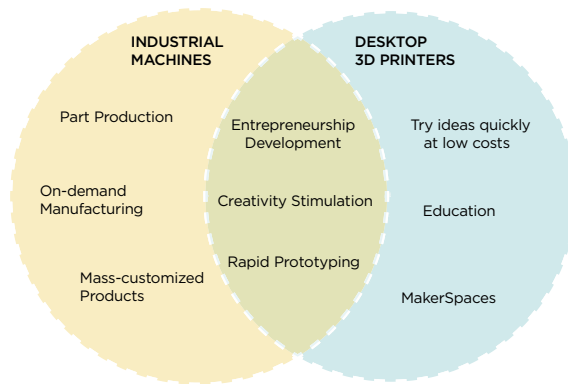 INDUSTRIAL
MACHINES
Part Production
On-demand
Manufacturing
Mass-customized
Products
Entrepreneurship
Development
Creativity Stimulation
Rapid Prototyping
DESKTOP
3D PRINTERS
Try ideas quickly
at low costs
Education
MakerSpaces